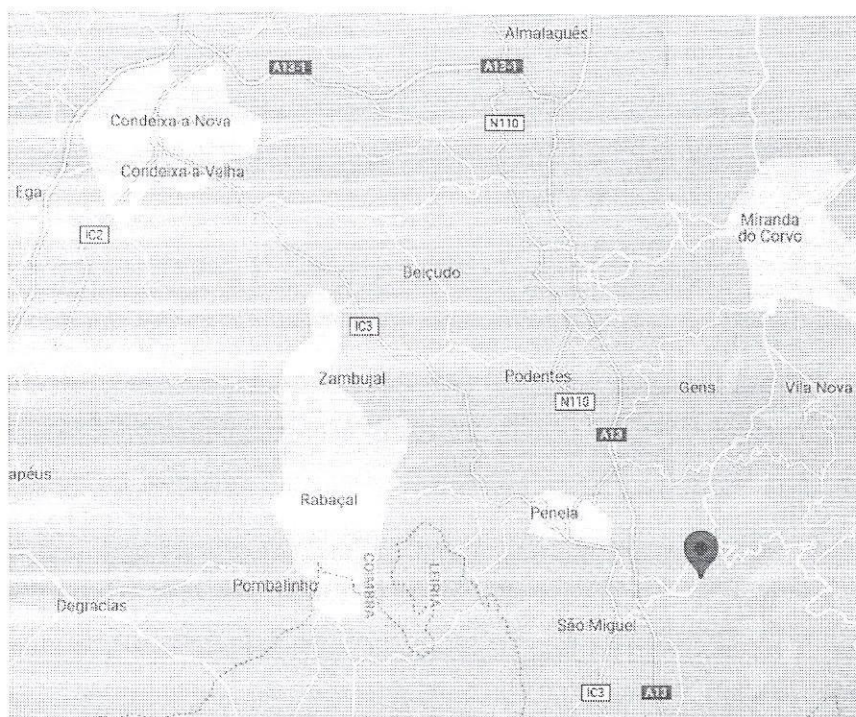 Almalaguês
A13-1
A13-1
Condeixa-a-Nova
N110
Condeixa-a-Velha
Ega
Miranda
do Corvo
IC2
Beiçudo
IC3
Zambujal
Podentes
Gens
Vila Nova
N110
A13
apéus
Rabaçal
Penela
COIMBRA
LEIRIA
Pombalinho
Degracias
São Miguel
IC3
A13